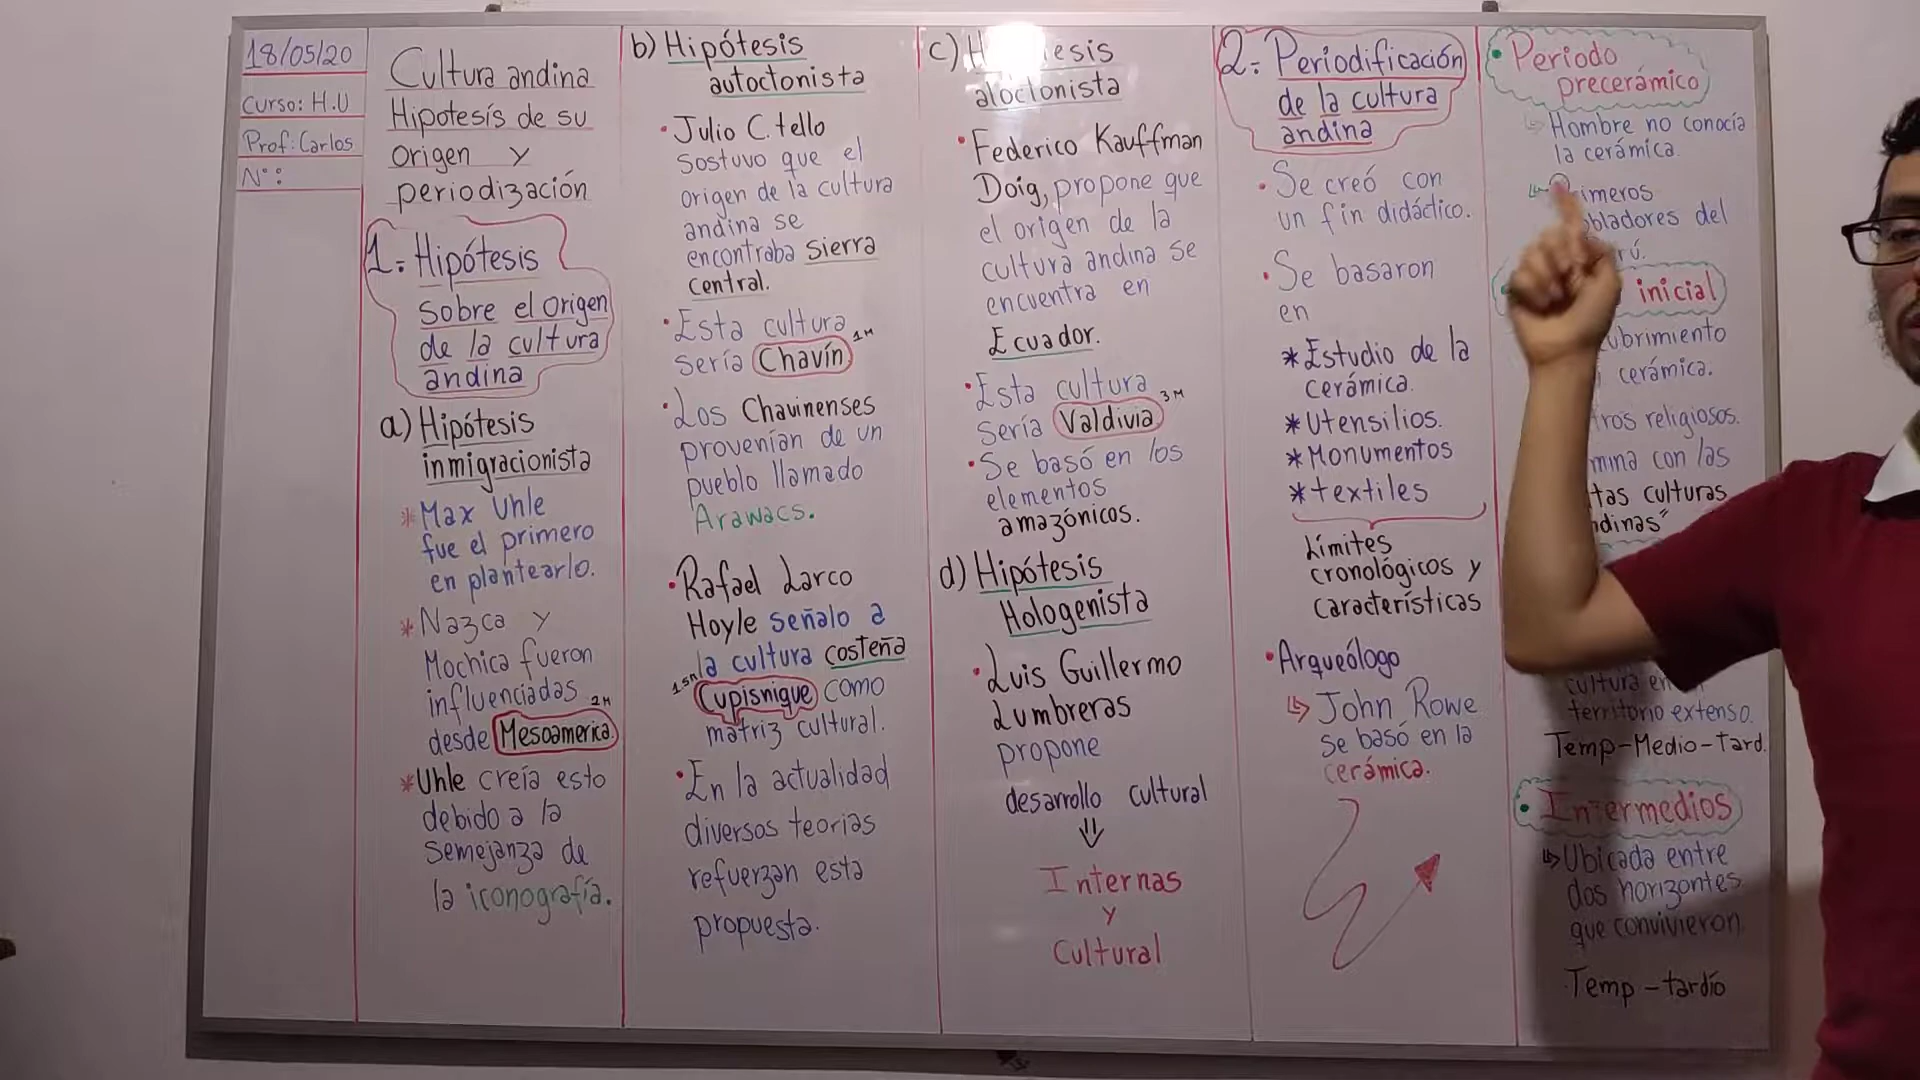 18/05/20
Curso: H.U
Prof: Carlos
N°:
Cultura andina
Hipotesís de su
origen y
periodización
1.- Hipótesis
sobre el origen
de la cultura
andina
a) Hipótesis
inmigracionista
* Max Uhle
fue el primero
en plantearlo.
* Nazca y
Mochica fueron
influenciadas 2M
desde Mesoamerica.
* Uhle creía esto
debido a la
semejanza de
la iconografía.
b) Hipótesis
autoctonista
• Julio C. tello
Sostuvo que el
origen de la cultura
andina se
encontraba sierra
central.
• Esta cultura 1M
sería Chavín
• Los Chavinenses
provenían de un
pueblo llamado
Arawacs.
• Rafael Larco
Hoyle señalo a
la cultura costeña
Cupisnique como
matriz cultural.
• En la actualidad
diversos teorias
refuerzan esta
propuesta.
c)
aloctonista
• Federico Kauffman
Doig, propone que
el origen de la
cultura andina se
encuentra en
Ecuador.
• Esta cultura 3M
sería Valdivia
• Se basó en los
elementos
amazónicos.
d) Hipótesis
Hologenista
• Luis Guillermo
Lumbreras
propone
desarrollo cultural
⇓
Internas
y
Cultural
2.- Periodificación
de la cultura
andina
• Se creó con
un fin didáctico.
• Se basaron
en
* Estudio de la
cerámica.
* Utensilios.
* Monumentos
* textiles
Límites
cronológicos y
características
• Arqueólogo
↳ John Rowe
se basó en la
cerámica.
• Periodo
precerámico
↳ Hombre no conocía
la cerámica.
del
inicial
cerámica.
religiosos.
con las
culturas
cultura
territorio extenso.
Temp-Medio-Tard.
• Intermedios
↳ Ubicada entre
dos horizontes
que convivieron
Temp - tardío